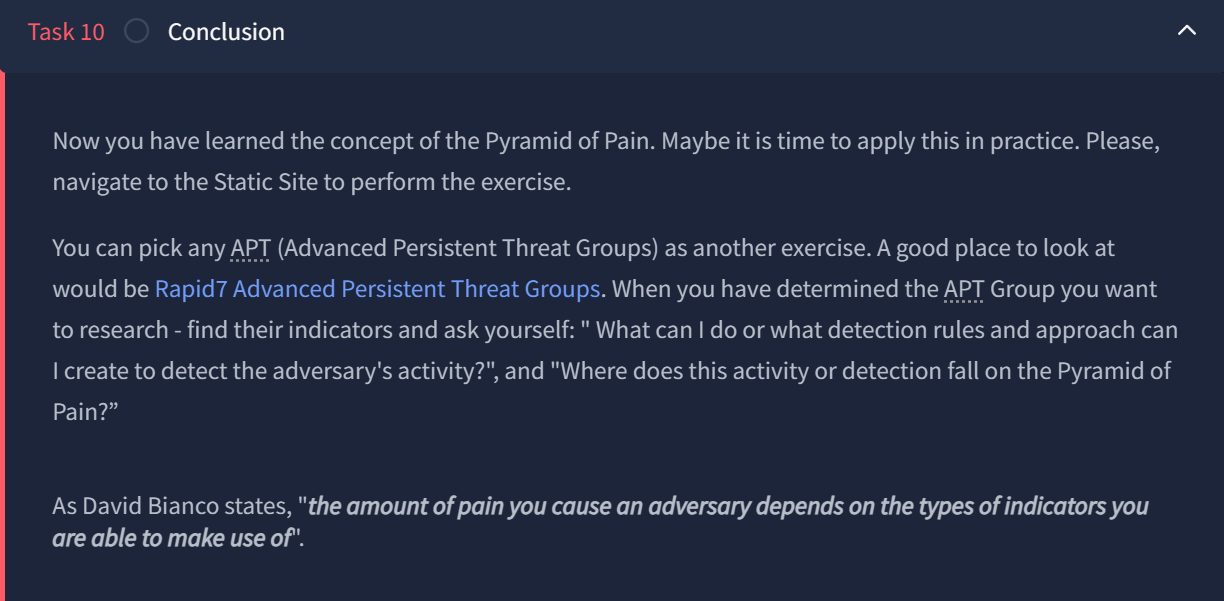 Task 10 Conclusion
Now you have learned the concept of the Pyramid of Pain. Maybe it is time to apply this in practice. Please,
navigate to the Static Site to perform the exercise.
You can pick any APT (Advanced Persistent Threat Groups) as another exercise. A good place to look at
would be Rapid7 Advanced Persistent Threat Groups. When you have determined the APT Group you want
to research - find their indicators and ask yourself: " What can I do or what detection rules and approach can
I create to detect the adversary's activity?", and "Where does this activity or detection fall on the Pyramid of
Pain?”
As David Bianco states, "the amount of pain you cause an adversary depends on the types of indicators you
are able to make use of".